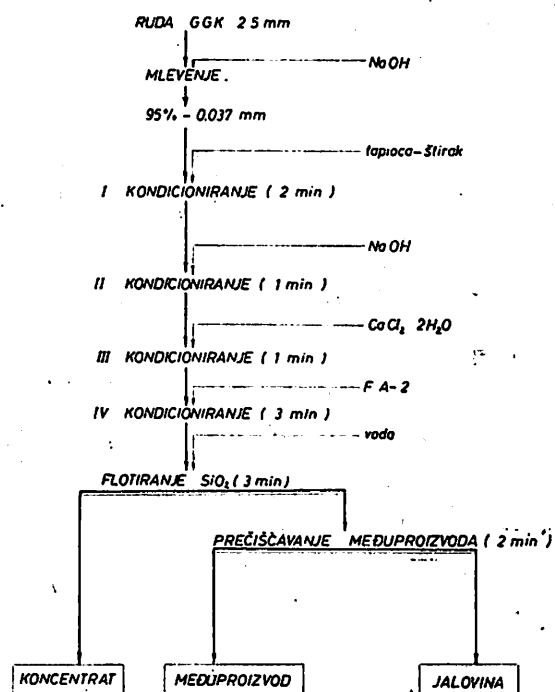 RUDA GGK 25 mm
NaOH
MLEVENJE.
95% - 0.037 mm
tapioca-štirak
I KONDICIONIRANJE ( 2 min )
NaOH
II KONDICIONIRANJE ( 1 min )
CaCl₂ 2H₂O
III KONDICIONIRANJE ( 1 min )
F A-2
IV KONDICIONIRANJE ( 3 min )
voda
FLOTIRANJE SiO₂ ( 3 min )
PREČIŠĆAVANJE MEĐUPROIZVODA ( 2 min )
KONCENTRAT
MEĐUPROIZVOD
JALOVINA